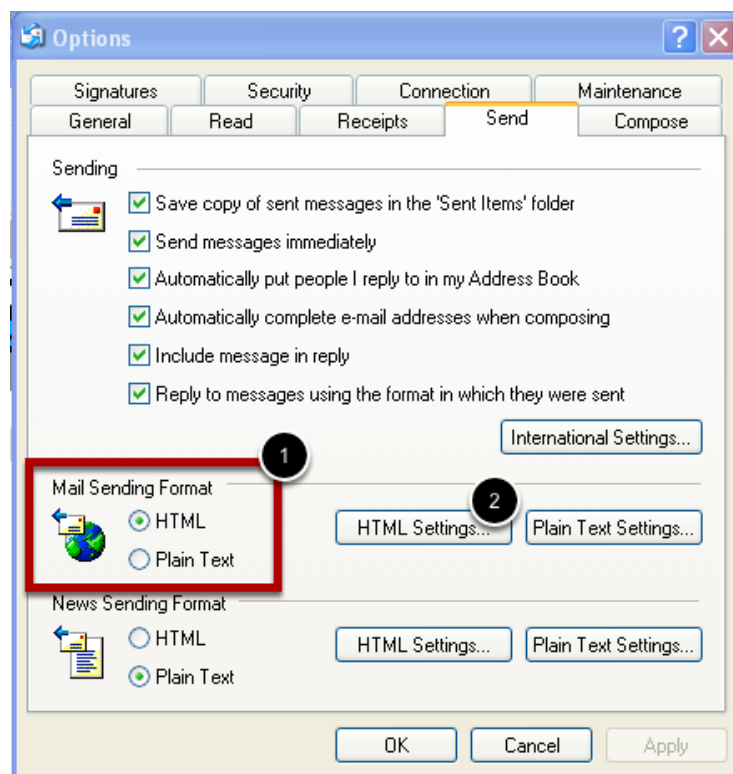 Options
Signatures Security Connection Maintenance
General Read Receipts Send Compose
Sending
Save copy of sent messages in the 'Sent Items' folder
Send messages immediately
Automatically put people I reply to in my Address Book
Automatically complete e-mail addresses when composing
Include message in reply
Reply to messages using the format in which they were sent
International Settings...
1
Mail Sending Format
2
HTML HTML Settings... Plain Text Settings...
Plain Text
News Sending Format
HTML HTML Settings... Plain Text Settings...
Plain Text
OK Cancel Apply